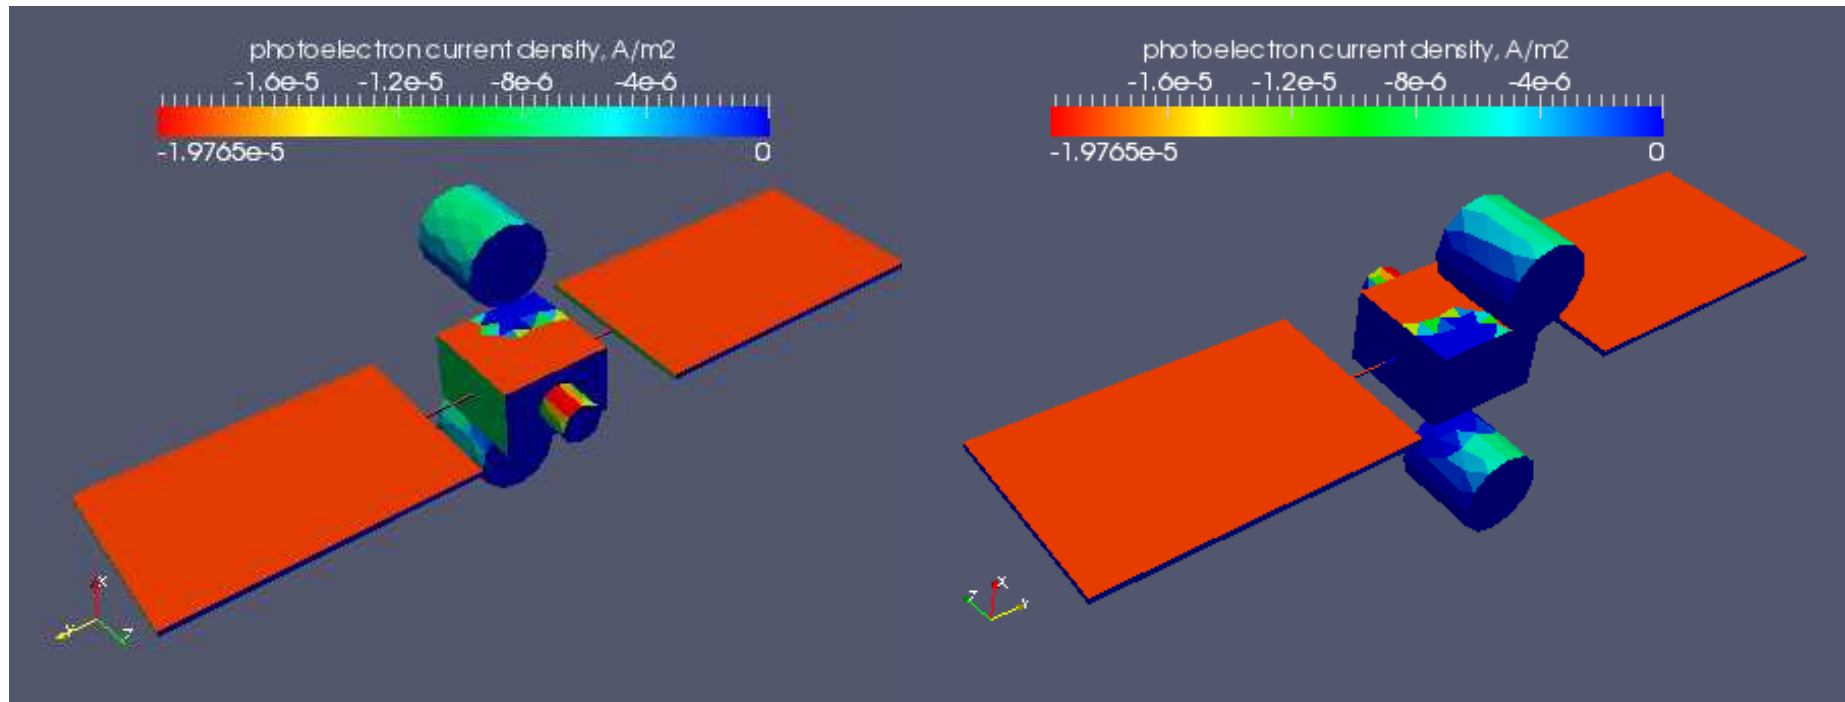 photoelectron current density, A/m2
-1.6e-5 -1.2e-5 -8e-6 -4e-6
-1.9765e-5 0
X
Y
Z
photoelectron current density, A/m2
-1.6e-5 -1.2e-5 -8e-6 -4e-6
-1.9765e-5 0
X
Z
Y